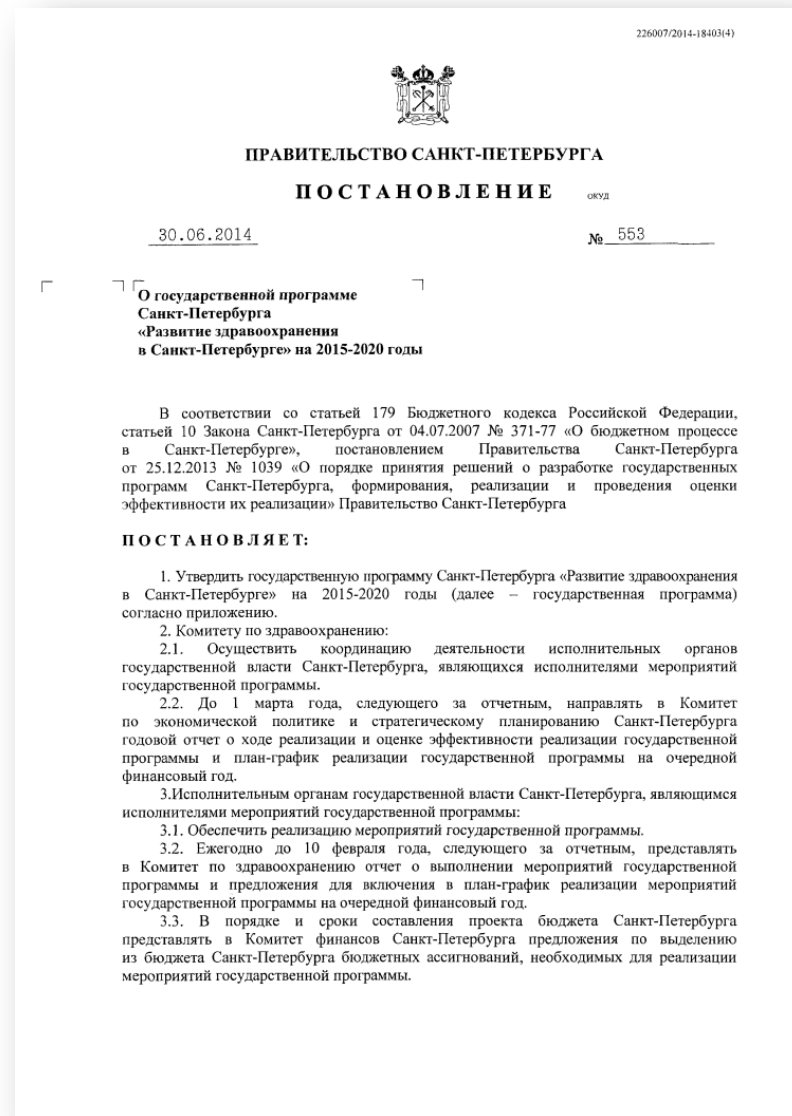 226007/2014-18403(4)
ПРАВИТЕЛЬСТВО САНКТ-ПЕТЕРБУРГА
ПОСТАНОВЛЕНИЕ ОКУД
30.06.2014 № 553
О государственной программе
Санкт-Петербурга
«Развитие здравоохранения
в Санкт-Петербурге» на 2015-2020 годы
В соответствии со статьей 179 Бюджетного кодекса Российской Федерации,
статьей 10 Закона Санкт-Петербурга от 04.07.2007 № 371-77 «О бюджетном процессе
в Санкт-Петербурге», постановлением Правительства Санкт-Петербурга
от 25.12.2013 № 1039 «О порядке принятия решений о разработке государственных
программ Санкт-Петербурга, формирования, реализации и проведения оценки
эффективности их реализации» Правительство Санкт-Петербурга
ПОСТАНОВЛЯЕТ:
1. Утвердить государственную программу Санкт-Петербурга «Развитие здравоохранения
в Санкт-Петербурге» на 2015-2020 годы (далее – государственная программа)
согласно приложению.
2. Комитету по здравоохранению:
2.1. Осуществить координацию деятельности исполнительных органов
государственной власти Санкт-Петербурга, являющихся исполнителями мероприятий
государственной программы.
2.2. До 1 марта года, следующего за отчетным, направлять в Комитет
по экономической политике и стратегическому планированию Санкт-Петербурга
годовой отчет о ходе реализации и оценке эффективности реализации государственной
программы и план-график реализации государственной программы на очередной
финансовый год.
3.Исполнительным органам государственной власти Санкт-Петербурга, являющимся
исполнителями мероприятий государственной программы:
3.1. Обеспечить реализацию мероприятий государственной программы.
3.2. Ежегодно до 10 февраля года, следующего за отчетным, представлять
в Комитет по здравоохранению отчет о выполнении мероприятий государственной
программы и предложения для включения в план-график реализации мероприятий
государственной программы на очередной финансовый год.
3.3. В порядке и сроки составления проекта бюджета Санкт-Петербурга
представлять в Комитет финансов Санкт-Петербурга предложения по выделению
из бюджета Санкт-Петербурга бюджетных ассигнований, необходимых для реализации
мероприятий государственной программы.